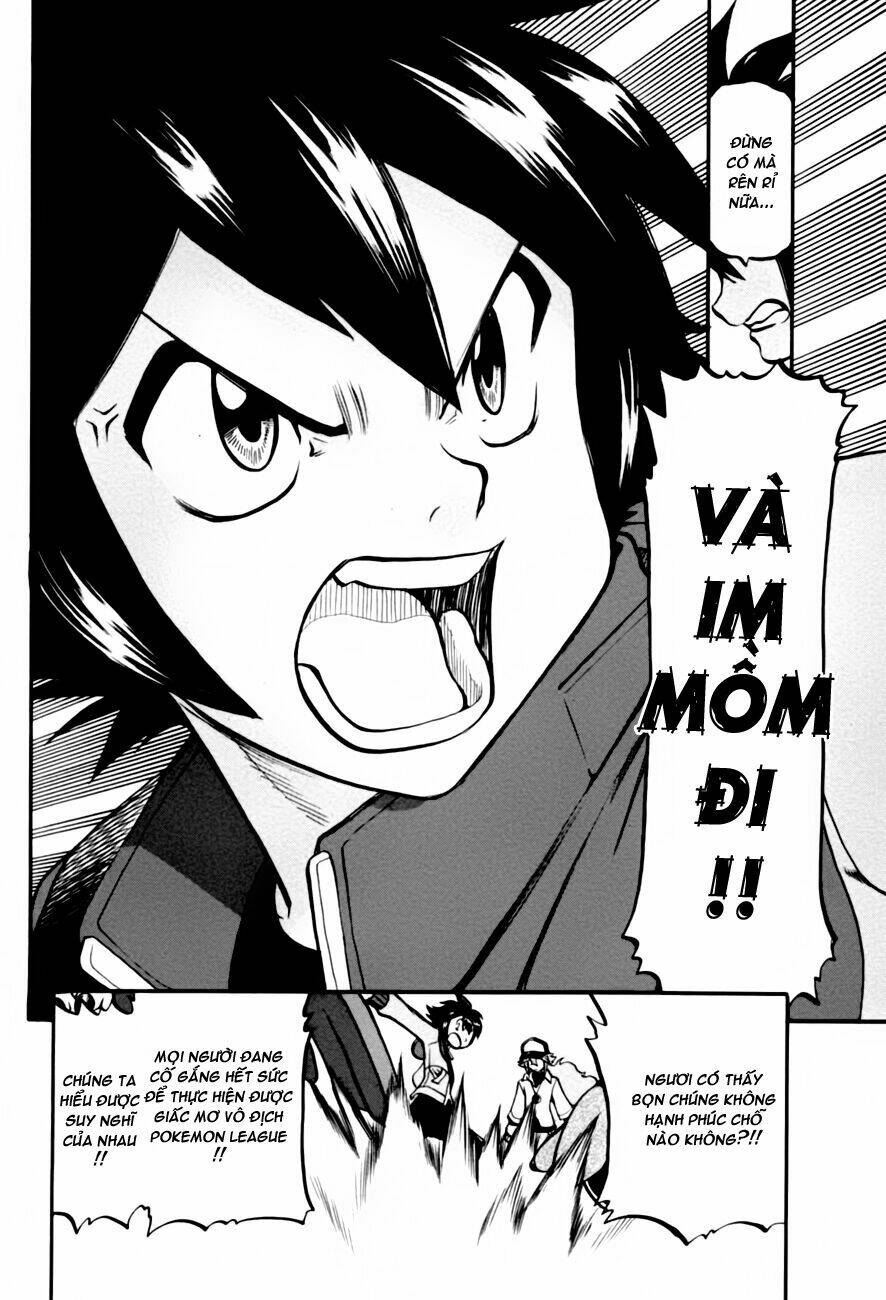 ĐỪNG
CÓ MÀ
RÊN RỈ
NỮA...
VÀ
IM
MỒM
ĐI
!!
NGƯƠI CÓ THẤY
BỌN CHÚNG KHÔNG
HẠNH PHÚC CHỖ
NÀO KHÔNG?!!
MỌI NGƯỜI ĐANG
CỐ GẮNG HẾT SỨC
ĐỂ THỰC HIỆN ĐƯỢC
GIẤC MƠ VÔ ĐỊCH
POKEMON LEAGUE
!!
CHÚNG TA
HIỂU ĐƯỢC
SUY NGHĨ
CỦA NHAU
!!